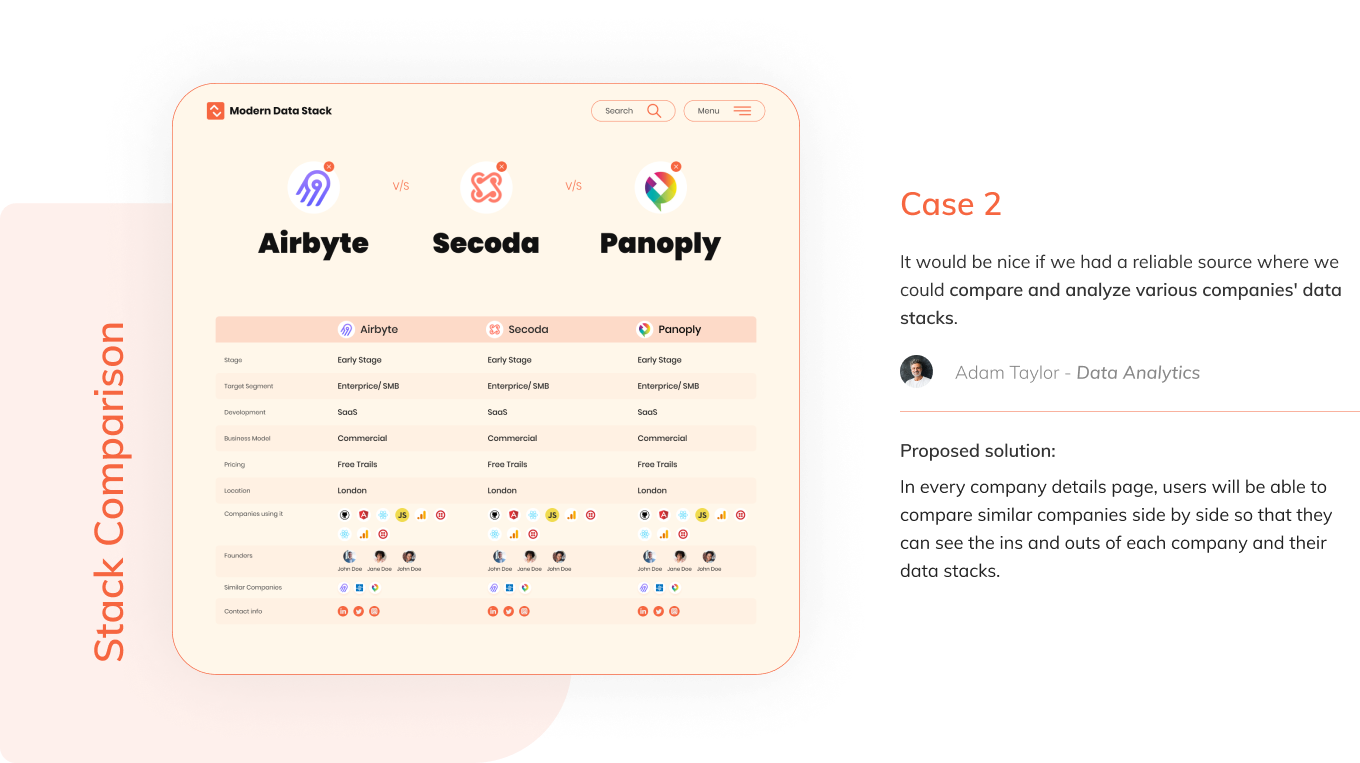 Stack Comparison
Modern Data Stack
Search
Menu
V/S
V/S
Airbyte
Secoda
Panoply
Airbyte Secoda Panoply
Stage Early Stage Early Stage Early Stage
Target Segment Enterprice/ SMB Enterprice/ SMB Enterprice/ SMB
Development SaaS SaaS SaaS
Business Model Commercial Commercial Commercial
Pricing Free Trails Free Trails Free Trails
Location London London London
Companies using it JS JS JS
Founders
John Doe Jane Doe John Doe John Doe Jane Doe John Doe John Doe Jane Doe John Doe
Similar Companies
Contact info in in in
Case 2
It would be nice if we had a reliable source where we
could compare and analyze various companies' data
stacks.
Adam Taylor - Data Analytics
Proposed solution:
In every company details page, users will be able to
compare similar companies side by side so that they
can see the ins and outs of each company and their
data stacks.